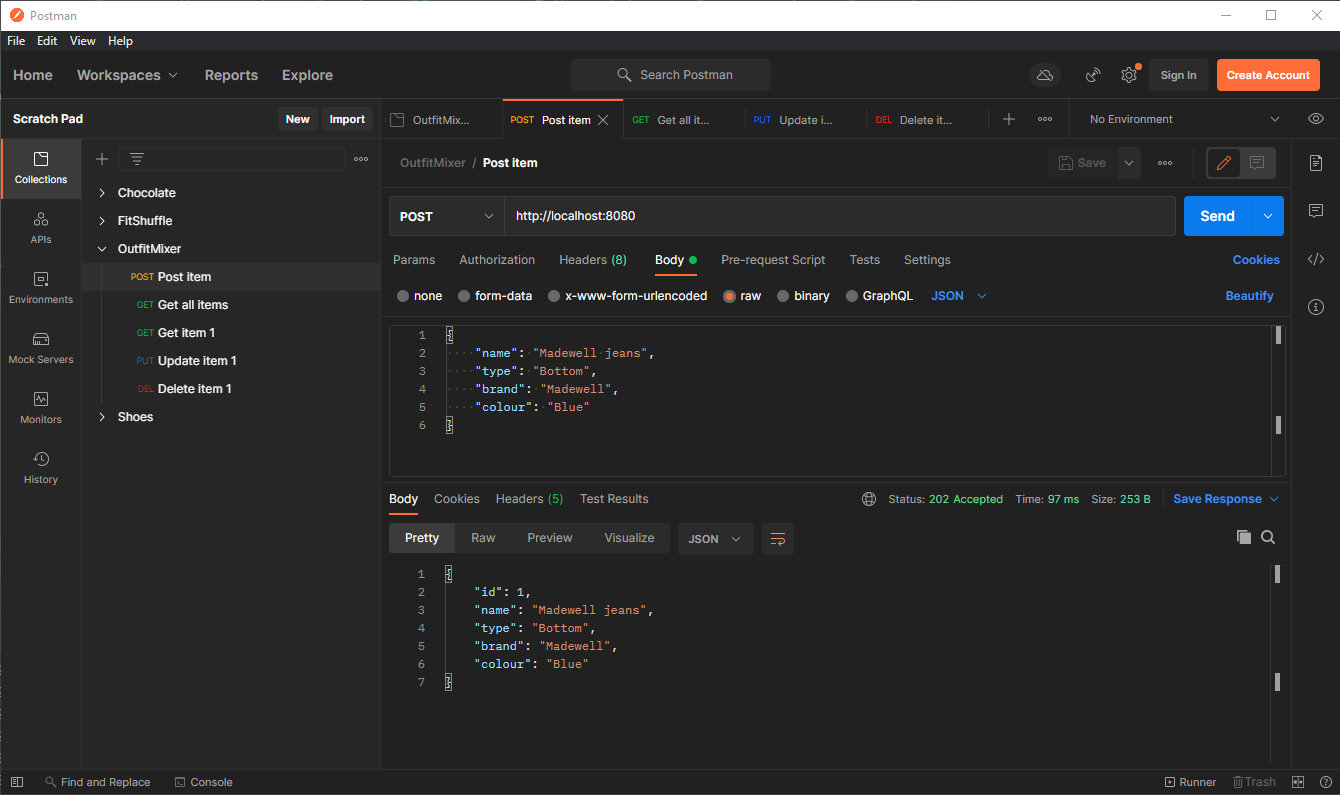 Postman
File Edit View Help
Home Workspaces Reports Explore Search Postman Sign In Create Account
Scratch Pad New Import
OutfitMix... POST Post item GET Get all it... PUT Update i... DEL Delete it... No Environment
Collections
APIs
Environments
Mock Servers
Monitors
History
Chocolate
FitShuffle
OutfitMixer
POST Post item
GET Get all items
GET Get item 1
PUT Update item 1
DEL Delete item 1
Shoes
OutfitMixer / Post item Save
POST http://localhost:8080 Send
Params Authorization Headers (8) Body Pre-request Script Tests Settings Cookies
none form-data x-www-form-urlencoded raw binary GraphQL JSON Beautify
1 {
2 ····"name":·"Madewell·jeans",
3 ····"type":·"Bottom",
4 ····"brand":·"Madewell",
5 ····"colour":·"Blue"
6 }
Body Cookies Headers (5) Test Results Status: 202 Accepted Time: 97 ms Size: 253 B Save Response
Pretty Raw Preview Visualize JSON
1 {
2 "id": 1,
3 "name": "Madewell jeans",
4 "type": "Bottom",
5 "brand": "Madewell",
6 "colour": "Blue"
7 }
Find and Replace Console Runner Trash